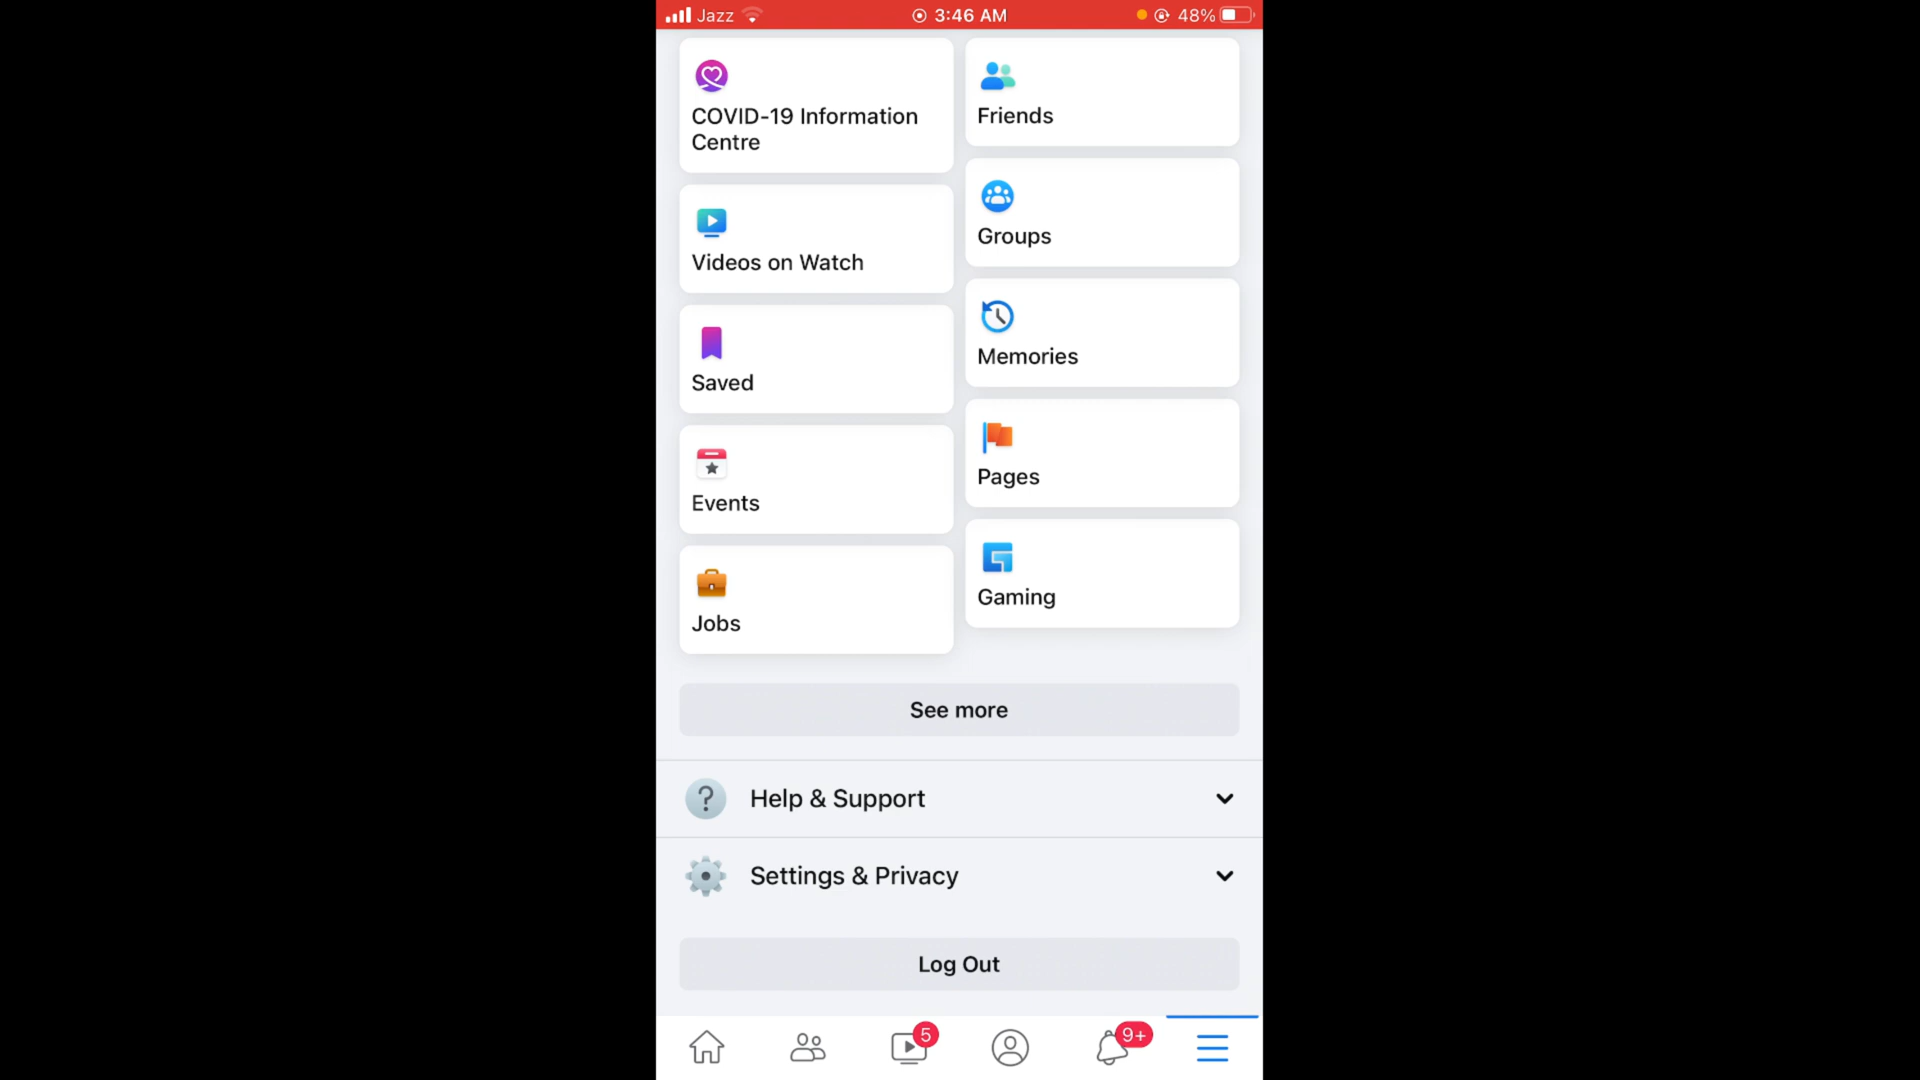 Jazz 3:46 AM 48%
COVID-19 Information
Centre
Friends
Videos on Watch
Groups
Saved
Memories
Events
Pages
Jobs
Gaming
See more
Help & Support
Settings & Privacy
Log Out
5
9+